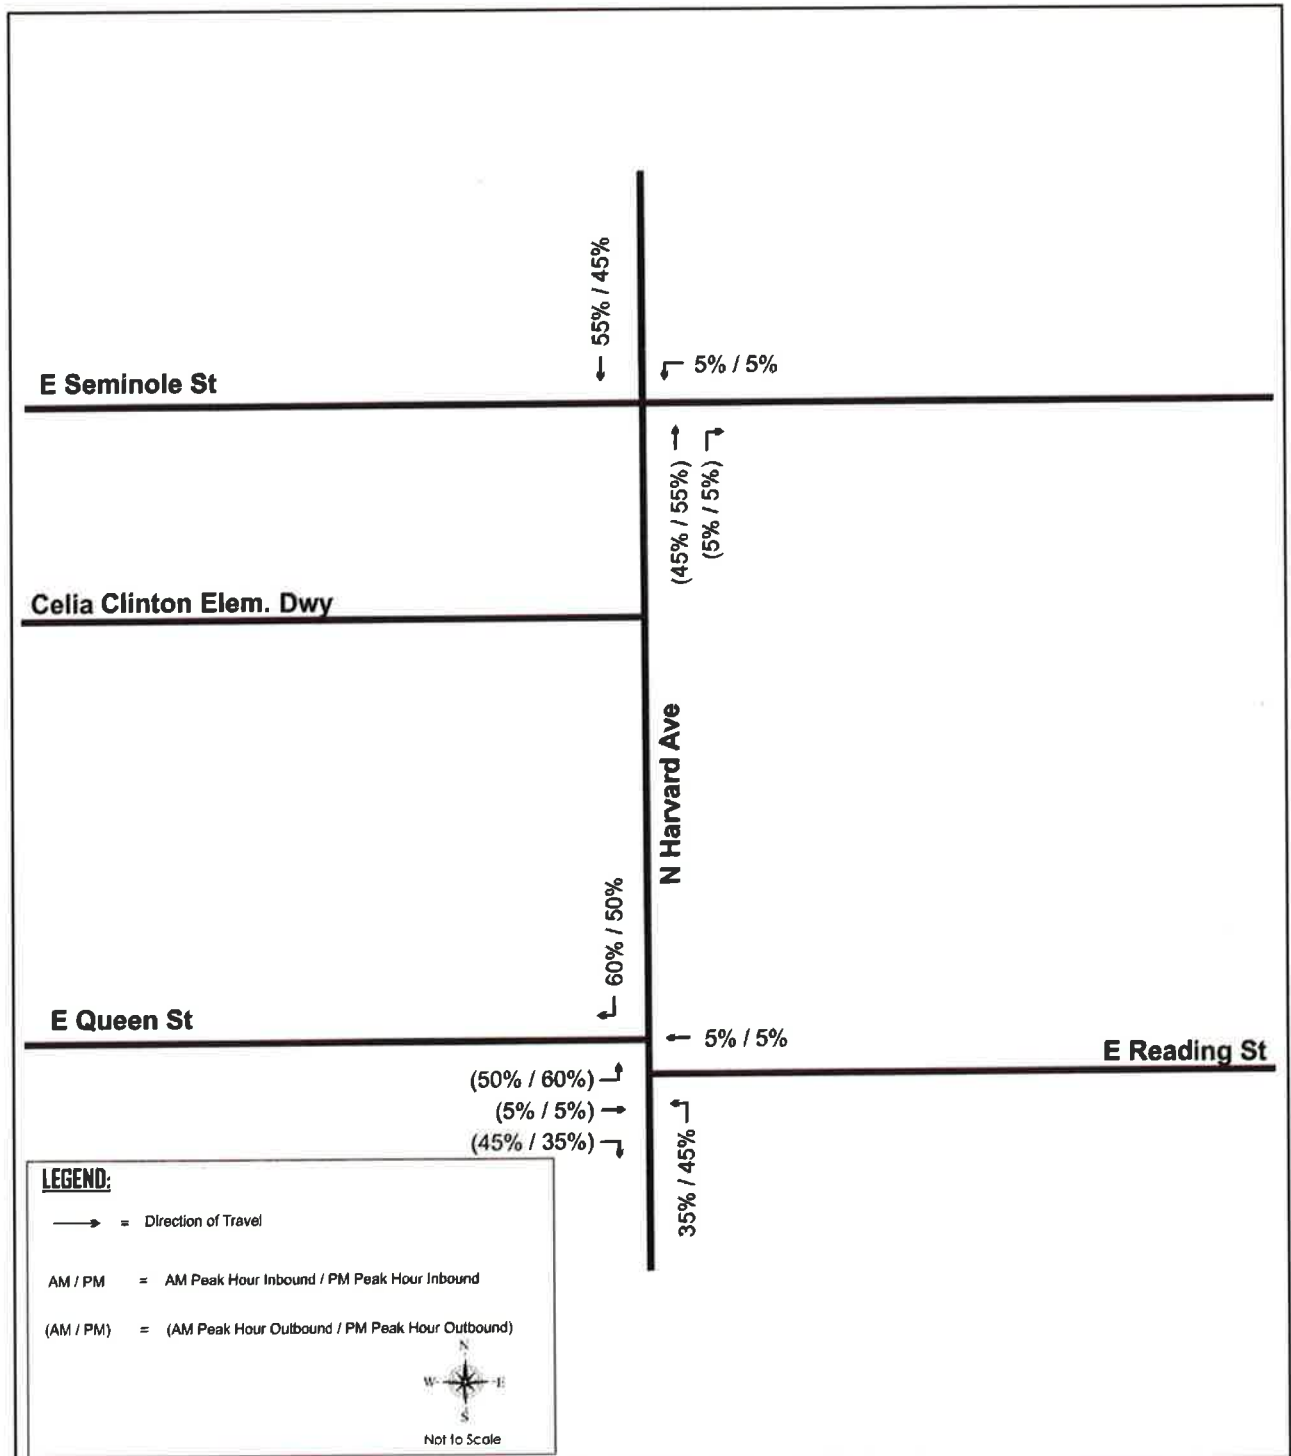 55% / 45%
5% / 5%
E Seminole St
(45% / 55%)
(5% / 5%)
Celia Clinton Elem. Dwy
N Harvard Ave
60% / 50%
E Queen St
5% / 5%
E Reading St
(50% / 60%)
(5% / 5%)
(45% / 35%)
35% / 45%
LEGEND:
= Direction of Travel
AM / PM = AM Peak Hour Inbound / PM Peak Hour Inbound
(AM / PM) = (AM Peak Hour Outbound / PM Peak Hour Outbound)
N
W E
S
Not to Scale